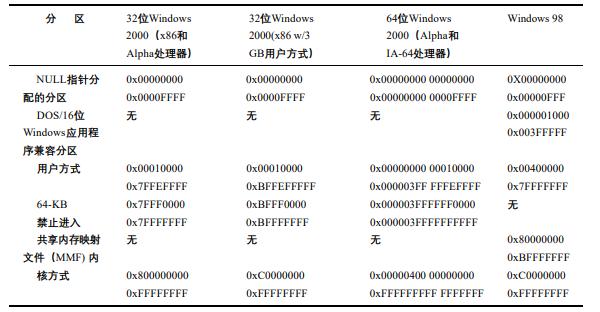 分 区 32位Windows 32位Windows 64位Windows Windows 98
2000（x86和 2000(x86 w/3 2000（Alpha和
Alpha处理器） GB用户方式） IA-64处理器）
NULL指针分 0x00000000 0x00000000 0x00000000 00000000 0X00000000
配的分区 0x0000FFFF 0x0000FFFF 0x00000000 0000FFFF 0x00000FFF
DOS/16位 无 无 无 0x000001000
Windows应用程 0x003FFFFF
序兼容分区
用户方式 0x00010000 0x00010000 0x00000000 00010000 0x00400000
0x7FFEFFFF 0xBFFEFFFFF 0x000003FF FFFEFFFF 0x7FFFFFFF
64-KB 0x7FFF0000 0xBFFF0000 0x000003FFFFFF0000 无
禁止进入 0x7FFFFFFF 0xBFFFFFFF 0x000003FFFFFFFFFF
共享内存映射 无 无 无 0x80000000
文件（MMF) 内 0xBFFFFFFF
核方式 0x800000000 0xC0000000 0x00000400 00000000 0xC0000000
0xFFFFFFFF 0xFFFFFFFF 0xFFFFFFFFF FFFFFFF 0xFFFFFFFF